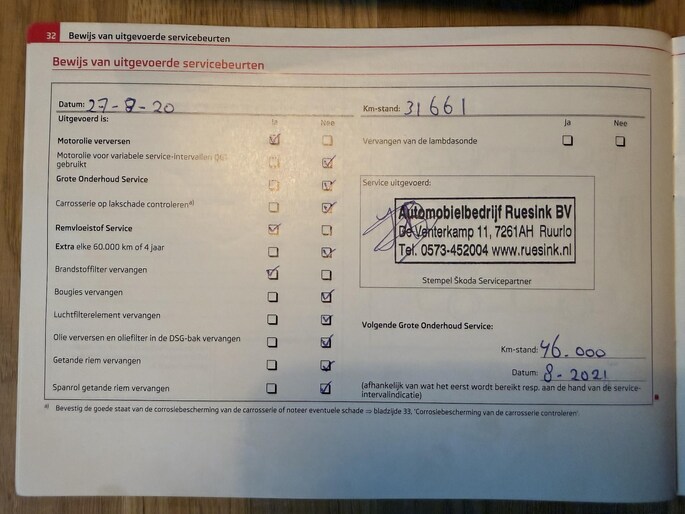 32 Bewijs van uitgevoerde servicebeurten
Bewijs van uitgevoerde servicebeurten
Datum: 27-8-20
Km-stand: 31661
Uitgevoerd is:
Ja Nee
Ja Nee
Motorolie verversen
Vervangen van de lambdasonde
Motorolie voor variabele service-intervallen QG1
gebruikt
Grote Onderhoud Service
Service uitgevoerd:
Carrosserie op lakschade controleren a)
Automobielbedrijf Ruesink BV
De Venterkamp 11, 7261AH Ruurlo
Tel. 0573-452004 www.ruesink.nl
Remvloeistof Service
Extra elke 60.000 km of 4 jaar
Brandstoffilter vervangen
Stempel Škoda Servicepartner
Bougies vervangen
Luchtfilterelement vervangen
Volgende Grote Onderhoud Service:
Olie verversen en oliefilter in de DSG-bak vervangen
Km-stand: 46.000
Getande riem vervangen
Datum: 8-2021
Spanrol getande riem vervangen
(afhankelijk van wat het eerst wordt bereikt resp. aan de hand van de service-
intervalindicatie)
a) Bevestig de goede staat van de corrosiebescherming van de carrosserie of noteer eventuele schade ⇒ bladzijde 33, 'Corrosiebescherming van de carrosserie controleren'.